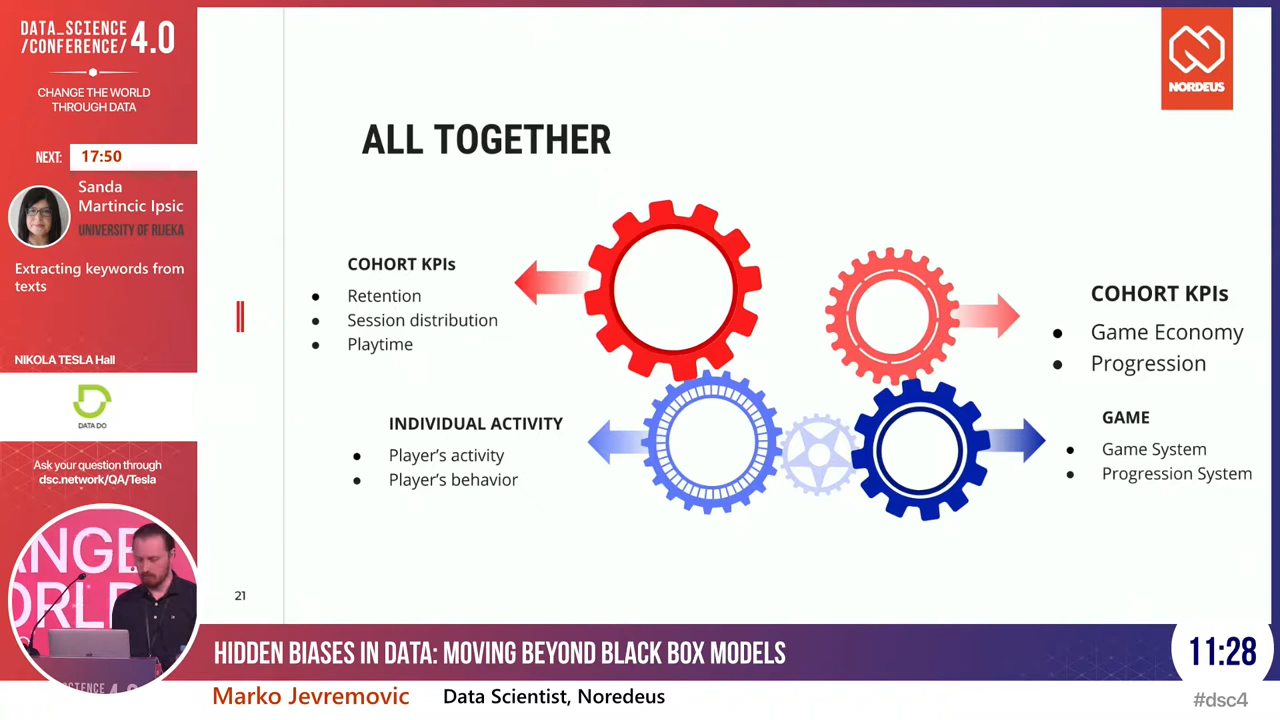 DATA_SCIENCE
/CONFERENCE/ 4.0
CHANGE THE WORLD
THROUGH DATA
NEXT: 17:50
Sanda
Martincic Ipsic
UNIVERSITY OF RIJEKA
Extracting keywords from
texts
NIKOLA TESLA Hall
DATA DO
Ask your question through
dsc.network/QA/Tesla
NORDEUS
ALL TOGETHER
COHORT KPIs
• Retention
• Session distribution
• Playtime
COHORT KPIs
• Game Economy
• Progression
INDIVIDUAL ACTIVITY
• Player’s activity
• Player’s behavior
GAME
• Game System
• Progression System
21
HIDDEN BIASES IN DATA: MOVING BEYOND BLACK BOX MODELS
11:28
Marko Jevremovic Data Scientist, Noredeus
#dsc4